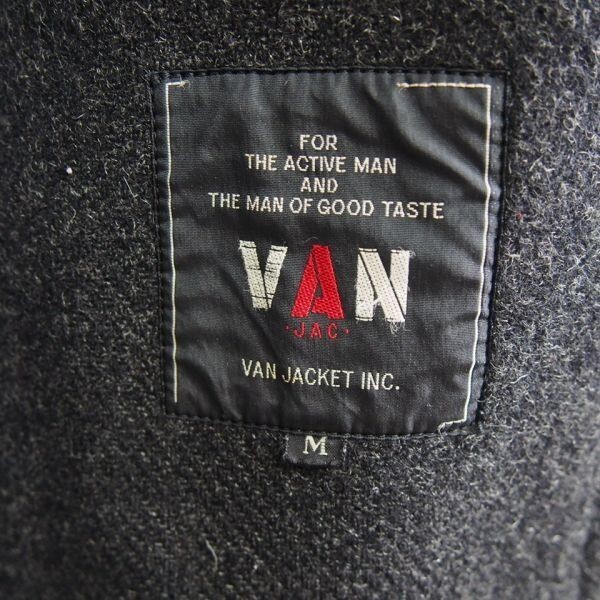 FOR
THE ACTIVE MAN
AND
THE MAN OF GOOD TASTE
VAN
·JAC·
VAN JACKET INC.
M